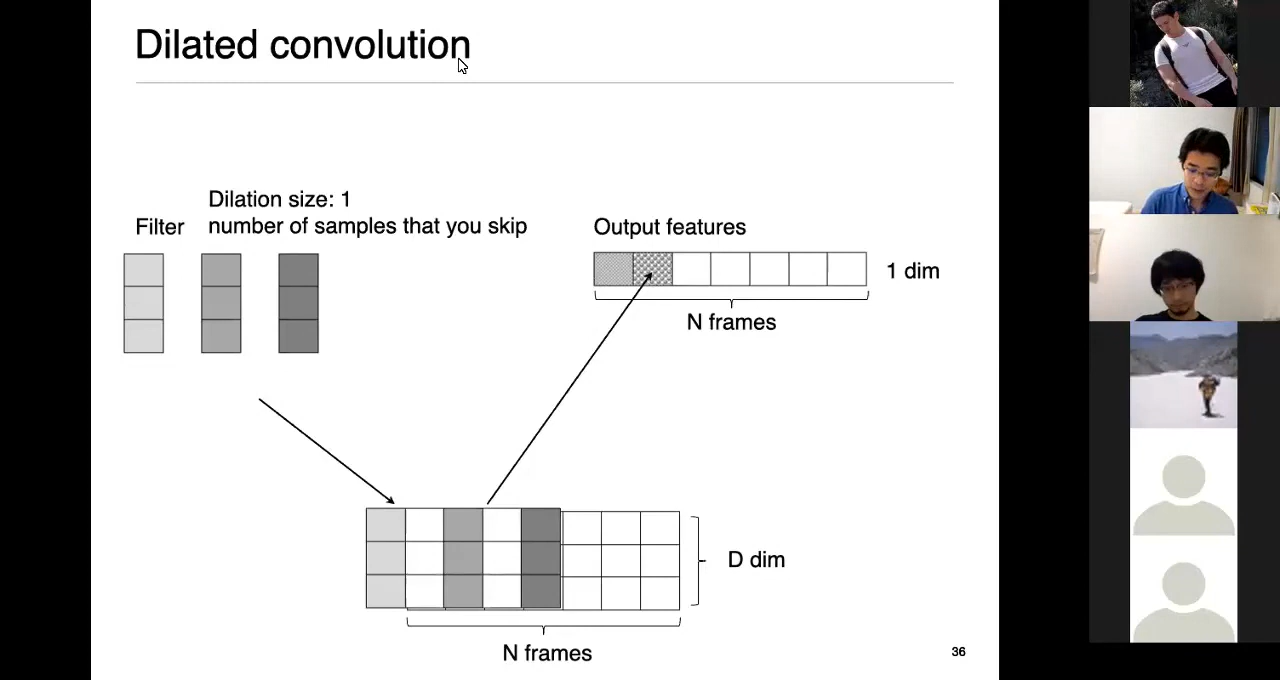 Dilated convolution
Dilation size: 1
Filter
number of samples that you skip
Output features
1 dim
N frames
D dim
N frames
36